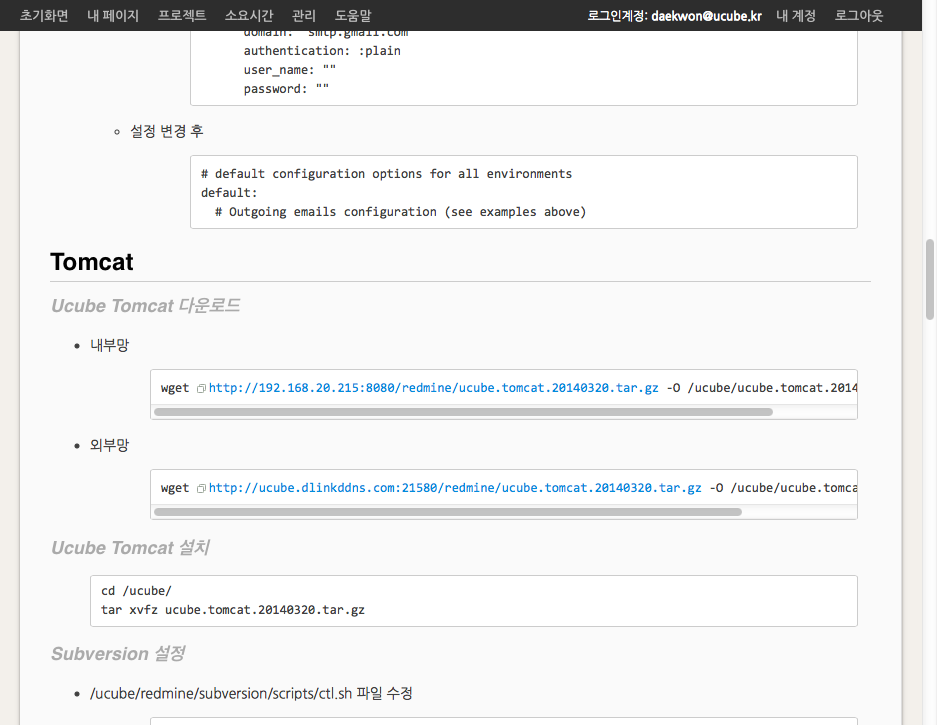 초기화면 내 페이지 프로젝트 소요시간 관리 도움말 로그인계정: daekwon@ucube.kr 내 계정 로그아웃
domain: "smtp.gmail.com"
authentication: :plain
user_name: ""
password: ""
설정 변경 후
# default configuration options for all environments
default:
# Outgoing emails configuration (see examples above)
Tomcat
Ucube Tomcat 다운로드
내부망
wget http://192.168.20.215:8080/redmine/ucube.tomcat.20140320.tar.gz -O /ucube/ucube.tomcat.2014
외부망
wget http://ucube.dlinkddns.com:21580/redmine/ucube.tomcat.20140320.tar.gz -O /ucube/ucube.tomca
Ucube Tomcat 설치
cd /ucube/
tar xvfz ucube.tomcat.20140320.tar.gz
Subversion 설정
/ucube/redmine/subversion/scripts/ctl.sh 파일 수정